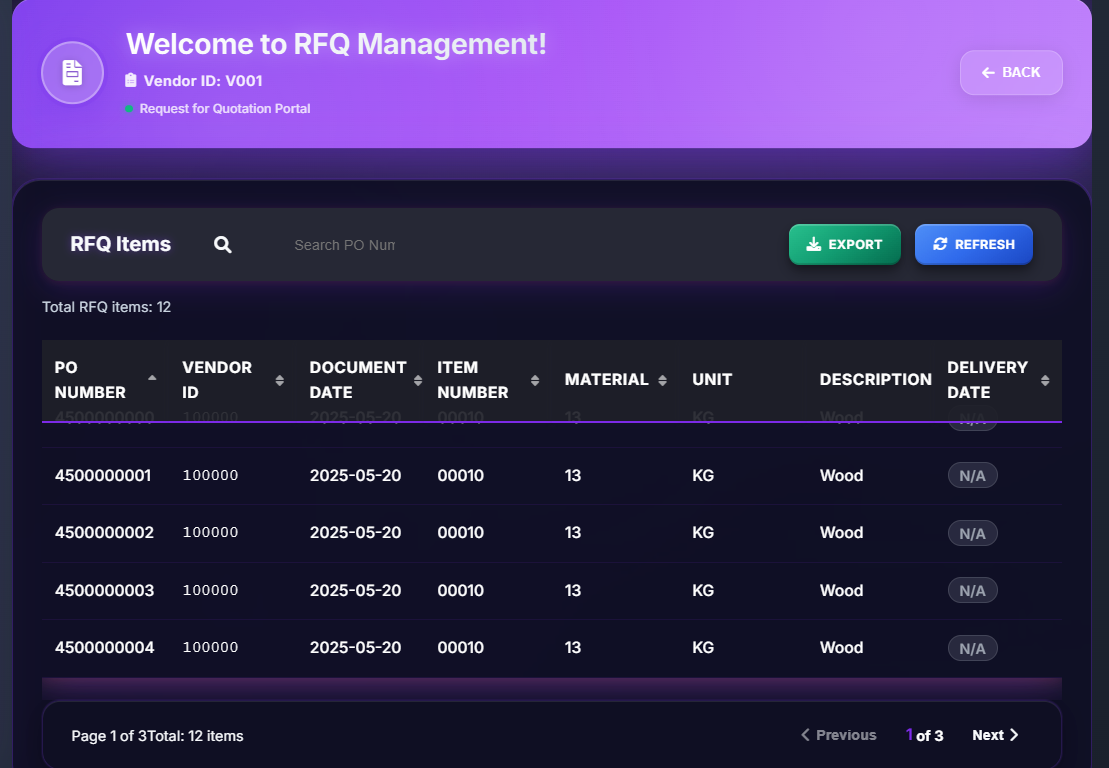 Welcome to RFQ Management!
Vendor ID: V001
Request for Quotation Portal
BACK
RFQ Items
Search PO Num
EXPORT
REFRESH
Total RFQ items: 12
PO NUMBER VENDOR ID DOCUMENT DATE ITEM NUMBER MATERIAL UNIT DESCRIPTION DELIVERY DATE
4500000000 100000 2025-05-20 00010 13 KG Wood N/A
4500000001 100000 2025-05-20 00010 13 KG Wood N/A
4500000002 100000 2025-05-20 00010 13 KG Wood N/A
4500000003 100000 2025-05-20 00010 13 KG Wood N/A
4500000004 100000 2025-05-20 00010 13 KG Wood N/A
Page 1 of 3Total: 12 items
Previous 1 of 3 Next